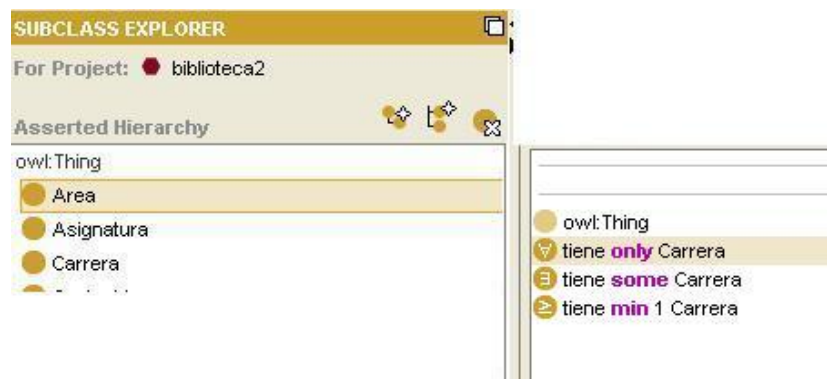 SUBCLASS EXPLORER
For Project: biblioteca2
Asserted Hierarchy
owl:Thing
Area
Asignatura
Carrera
owl:Thing
∀ tiene only Carrera
∃ tiene some Carrera
≥ tiene min 1 Carrera